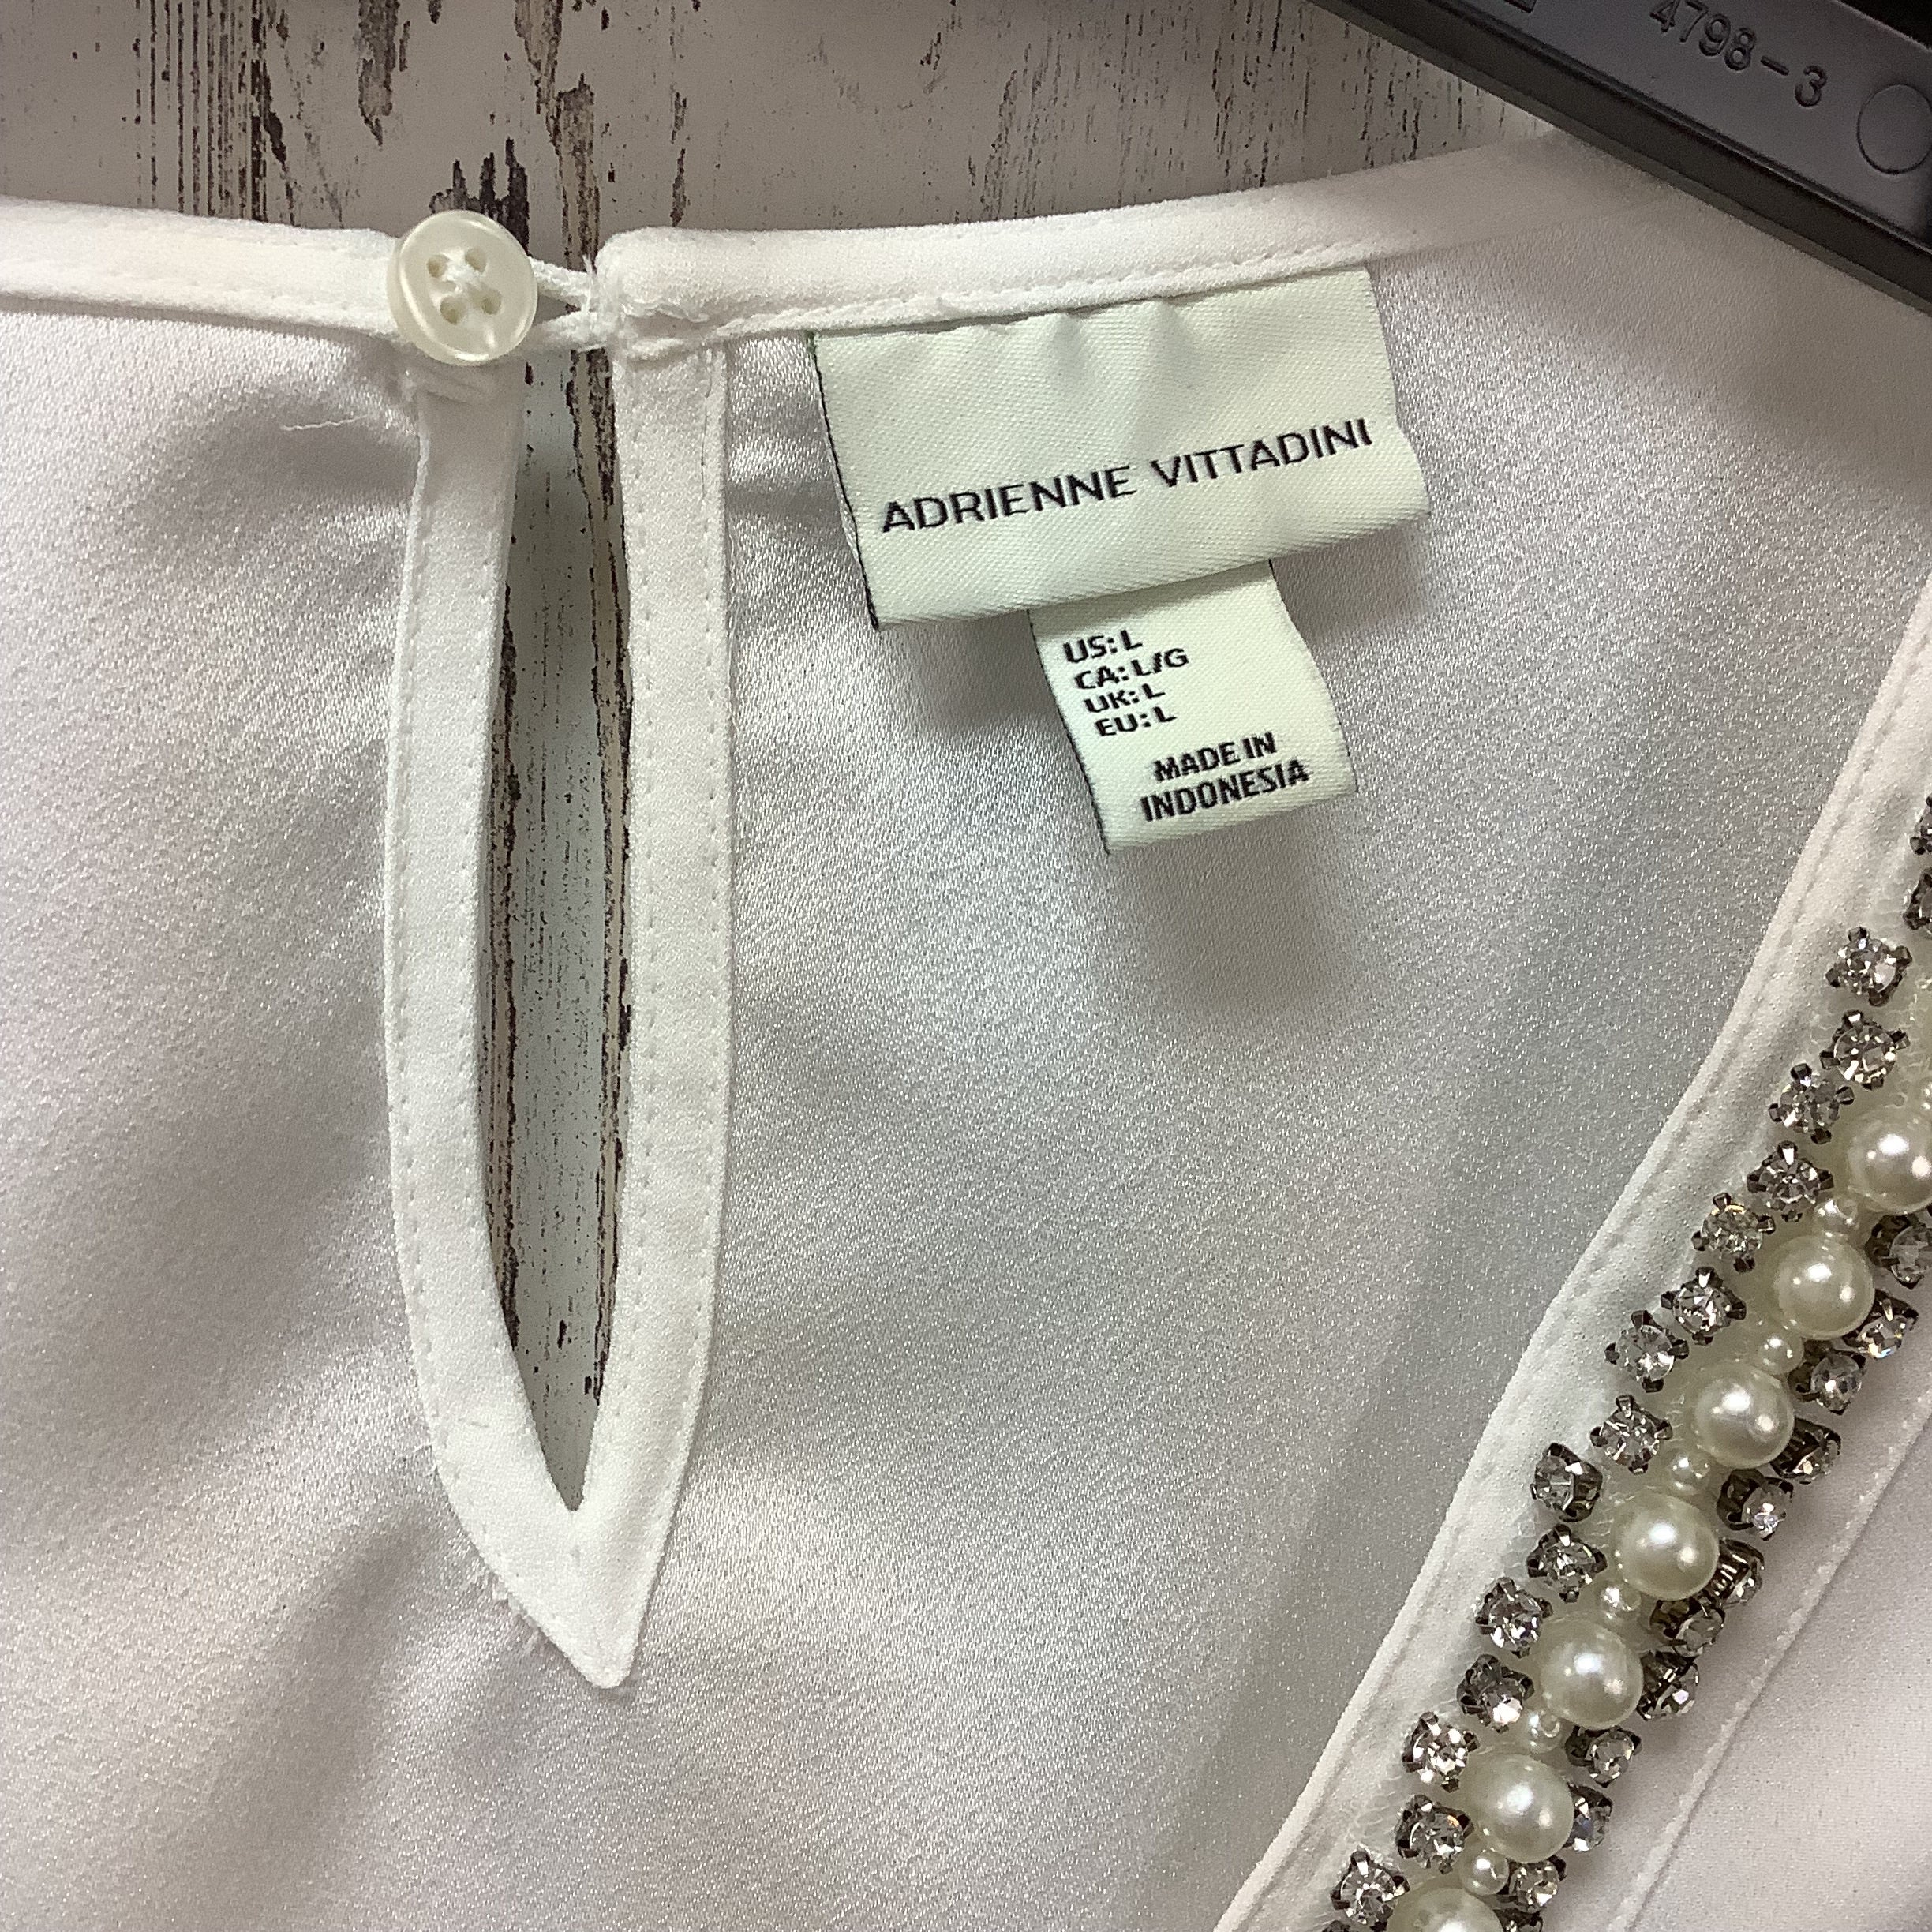 4798-3
ADRIENNE VITTADINI
US: L
CA: L/G
UK: L
EU: L
MADE IN
INDONESIA